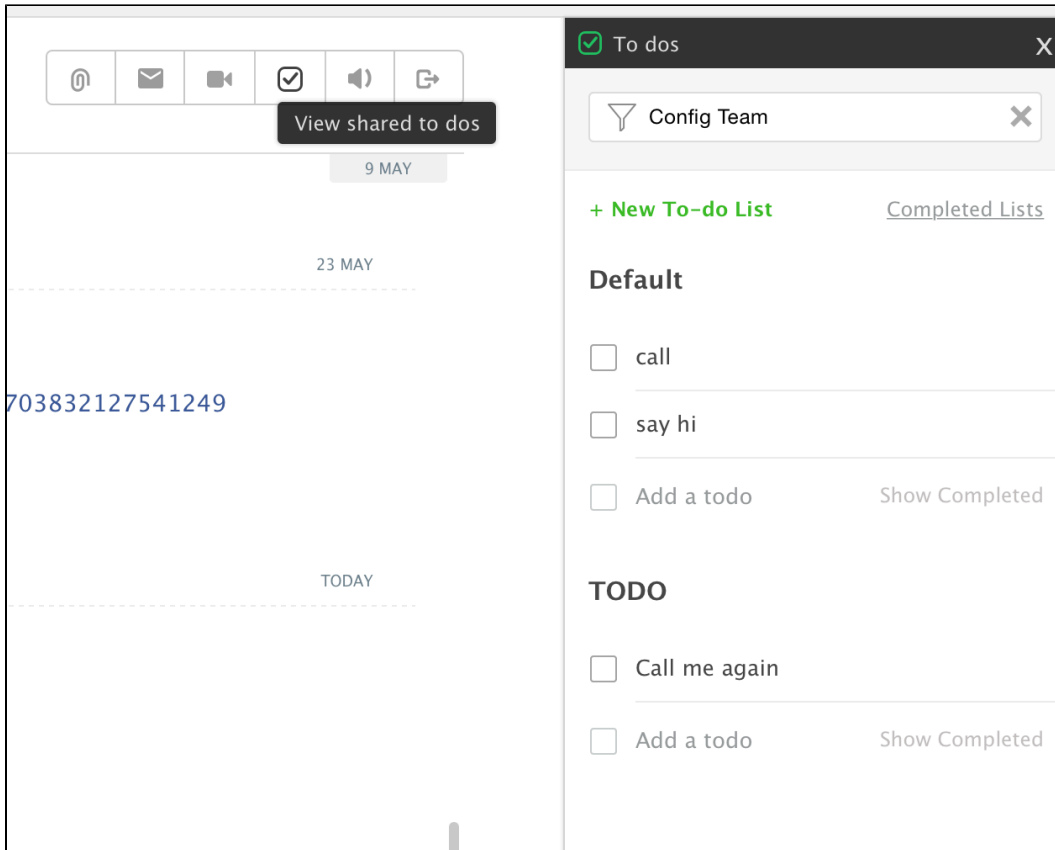 View shared to dos
9 MAY
23 MAY
703832127541249
TODAY
To dos
X
Config Team
+ New To-do List
Completed Lists
Default
call
say hi
Add a todo
Show Completed
TODO
Call me again
Add a todo
Show Completed